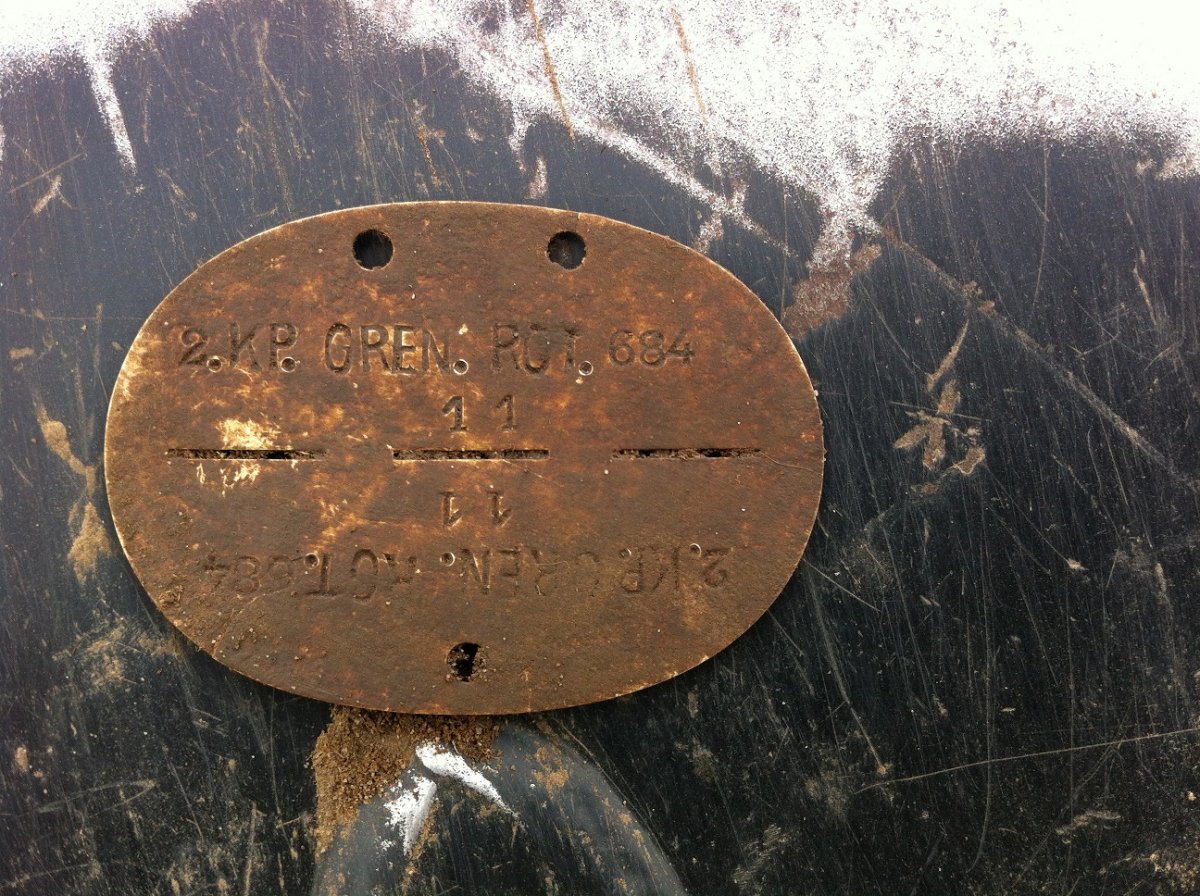 2.KP. GREN. RGT. 684
11
11
2.KP.GREN. RGT.684